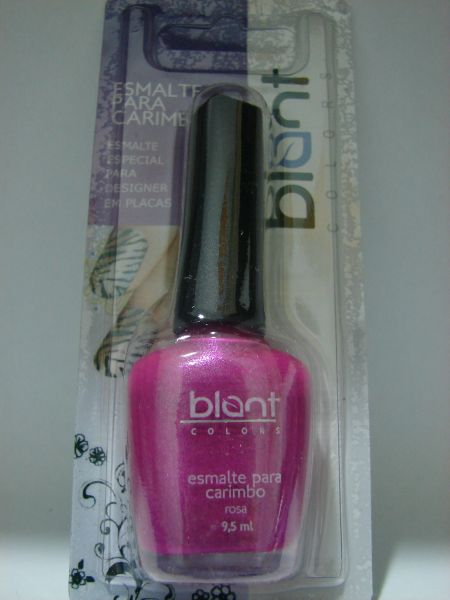 ESMALTE
PARA
CARIMBO
ESMALTE
ESPECIAL
PARA
DESIGNER
EM PLACAS
blant
COLORS
blant
COLORS
esmalte para
carimbo
rosa
9,5 ml